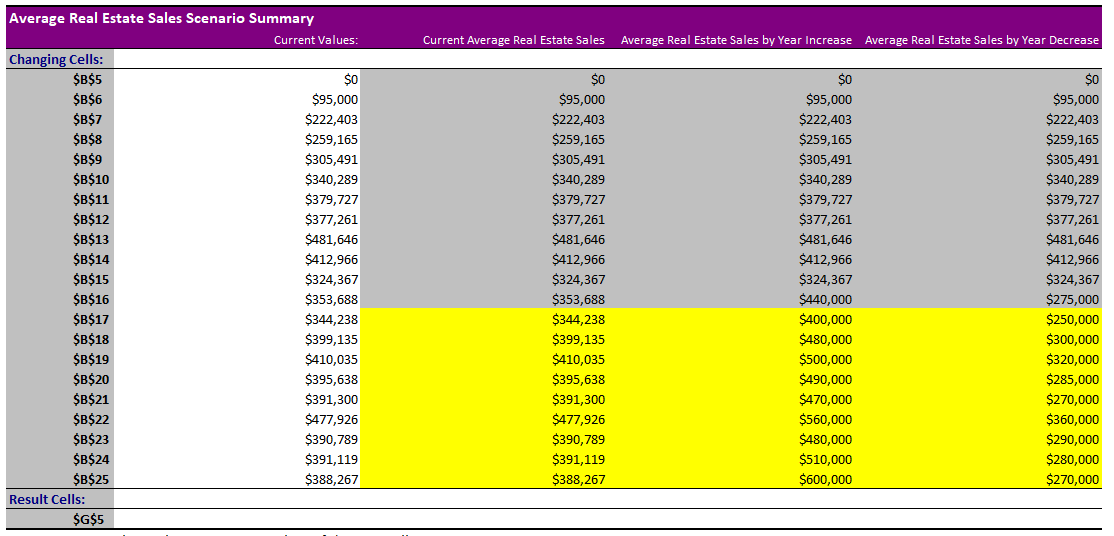 Average Real Estate Sales Scenario Summary
Current Values: Current Average Real Estate Sales Average Real Estate Sales by Year Increase Average Real Estate Sales by Year Decrease
Changing Cells:
$B$5 $0 $0 $0 $0
$B$6 $95,000 $95,000 $95,000 $95,000
$B$7 $222,403 $222,403 $222,403 $222,403
$B$8 $259,165 $259,165 $259,165 $259,165
$B$9 $305,491 $305,491 $305,491 $305,491
$B$10 $340,289 $340,289 $340,289 $340,289
$B$11 $379,727 $379,727 $379,727 $379,727
$B$12 $377,261 $377,261 $377,261 $377,261
$B$13 $481,646 $481,646 $481,646 $481,646
$B$14 $412,966 $412,966 $412,966 $412,966
$B$15 $324,367 $324,367 $324,367 $324,367
$B$16 $353,688 $353,688 $440,000 $275,000
$B$17 $344,238 $344,238 $400,000 $250,000
$B$18 $399,135 $399,135 $480,000 $300,000
$B$19 $410,035 $410,035 $500,000 $320,000
$B$20 $395,638 $395,638 $490,000 $285,000
$B$21 $391,300 $391,300 $470,000 $270,000
$B$22 $477,926 $477,926 $560,000 $360,000
$B$23 $390,789 $390,789 $480,000 $290,000
$B$24 $391,119 $391,119 $510,000 $280,000
$B$25 $388,267 $388,267 $600,000 $270,000
Result Cells:
$G$5